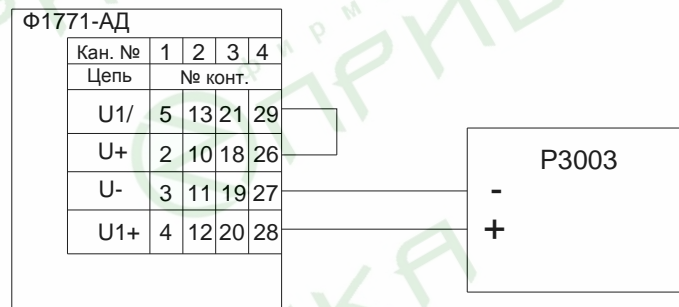 Ф1771-АД
Кан. № 1 2 3 4
Цепь № конт.
U1/ 5 13 21 29
U+ 2 10 18 26
U- 3 11 19 27
U1+ 4 12 20 28
Р3003
-
+
фирма